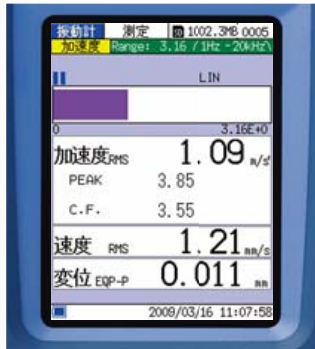 振動計 測定 SD 1002.3MB 0005
加速度 Range: 3.16 /1Hz -20kHz
LIN
0 3.16E+0
加速度RMS 1.09 m/s²
PEAK 3.85
C.F. 3.55
速度 RMS 1.21 mm/s
変位 EQP-P 0.011 mm
2009/03/16 11:07:58